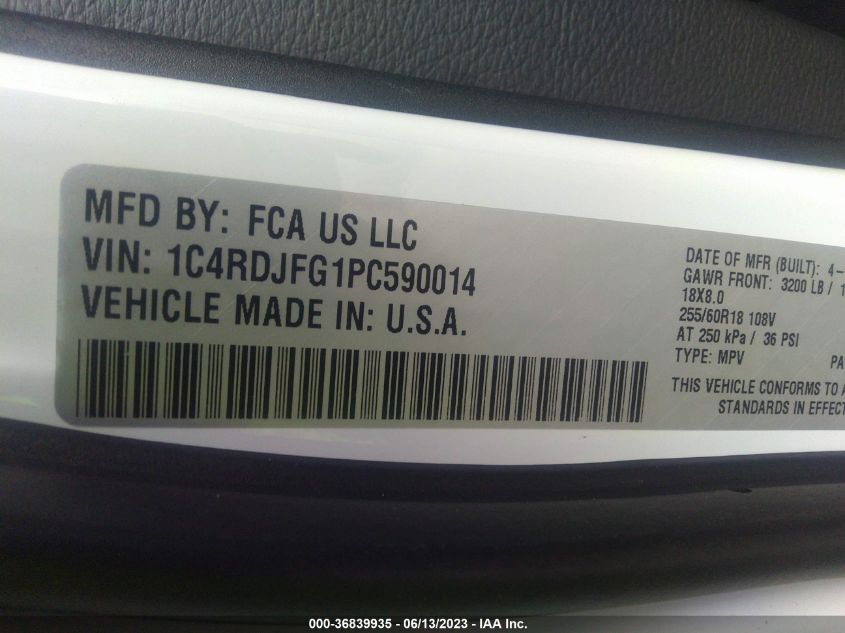 MFD BY: FCA US LLC
VIN: 1C4RDJFG1PC590014
VEHICLE MADE IN: U.S.A.
DATE OF MFR (BUILT): 4-
GAWR FRONT: 3200 LB / 1
18X8.0
255/60R18 108V
AT 250 kPa / 36 PSI
TYPE: MPV PA
THIS VEHICLE CONFORMS TO A
STANDARDS IN EFFECT
000-36839935 - 06/13/2023 - IAA Inc.